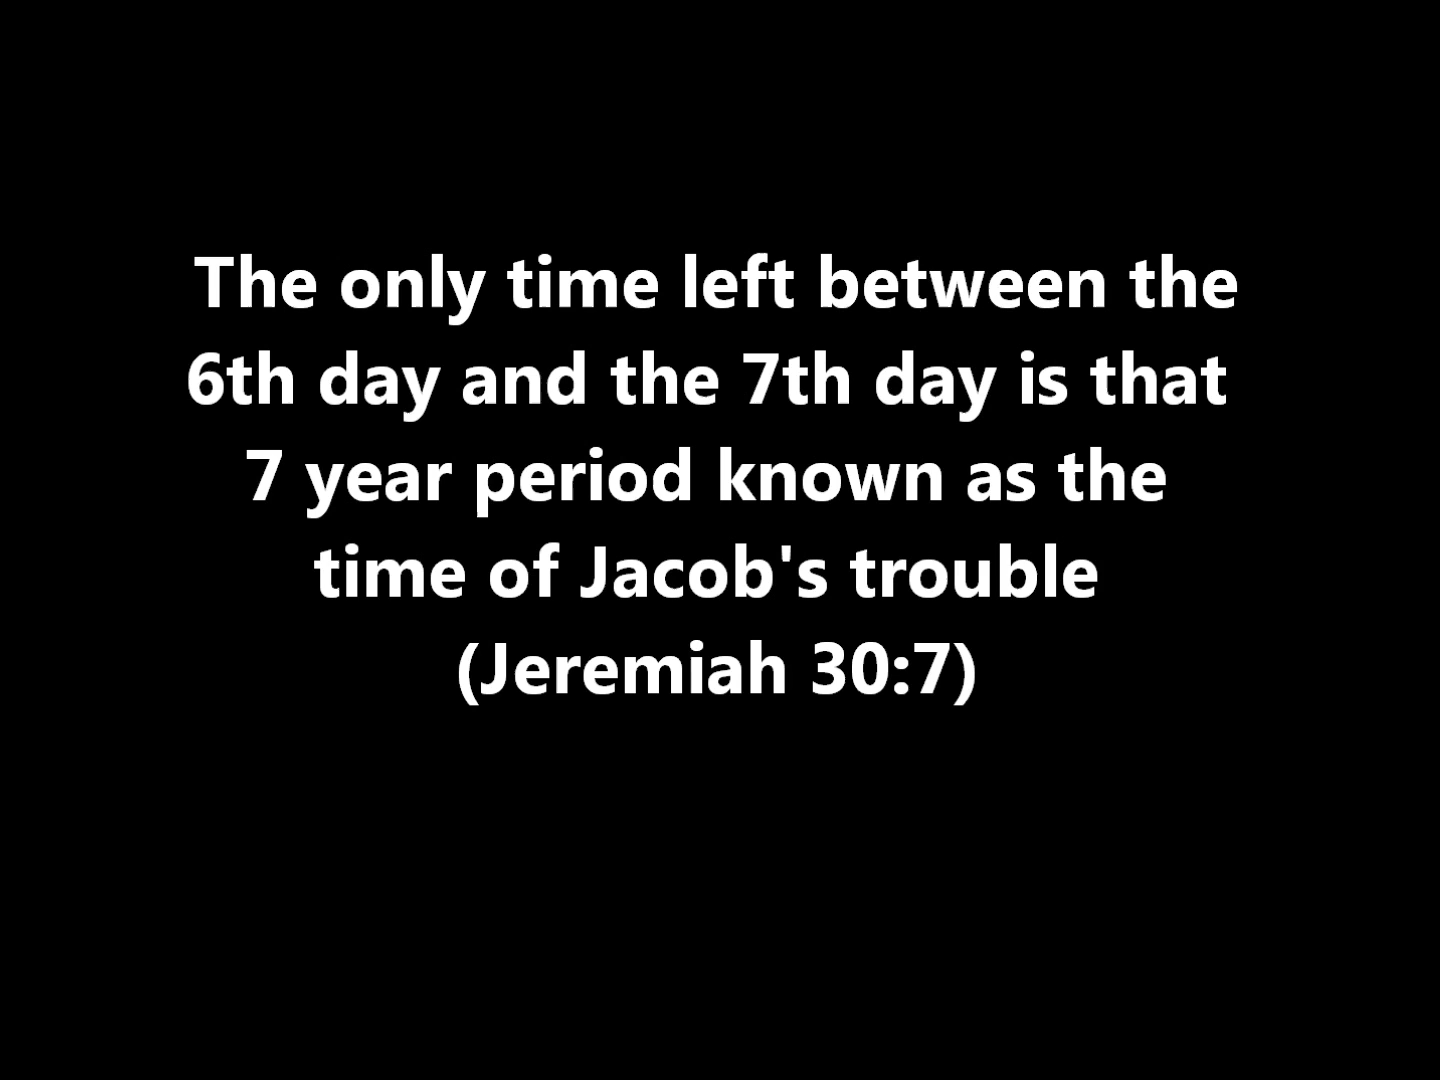 The only time left between the
6th day and the 7th day is that
7 year period known as the
time of Jacob's trouble
(Jeremiah 30:7)